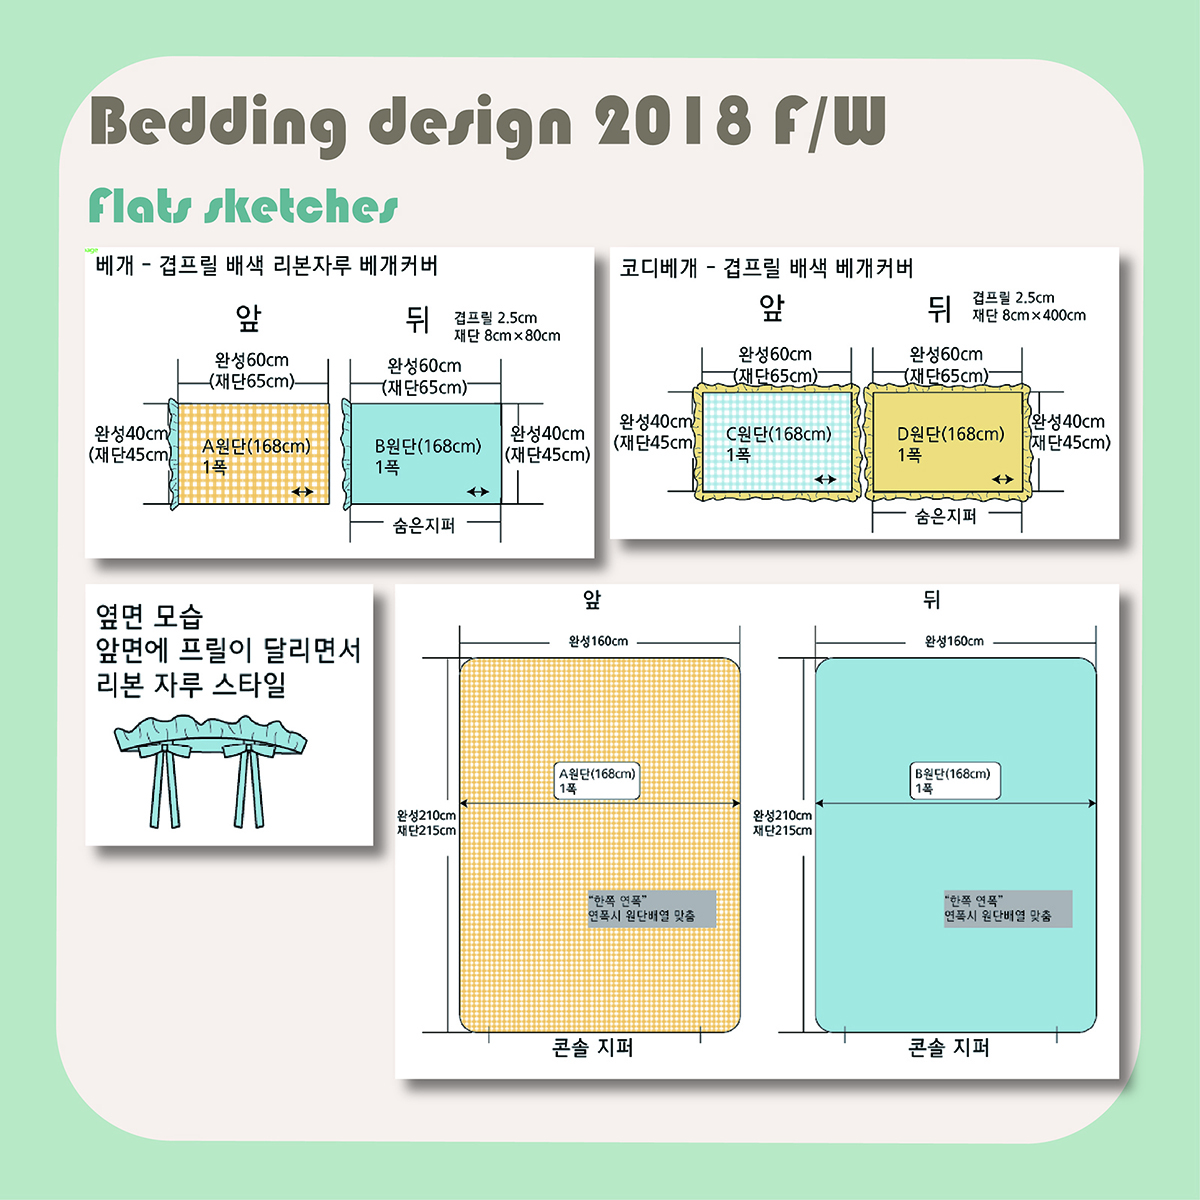 Bedding design 2018 F/W
Flats sketches
베개 - 겹프릴 배색 리본자루 베개커버
앞
뒤
겹프릴 2.5cm
재단 8cm×80cm
완성60cm
(재단65cm)
완성60cm
(재단65cm)
완성40cm
(재단45cm)
A원단(168cm)
1폭
B원단(168cm)
1폭
완성40cm
(재단45cm)
숨은지퍼
코디베개 - 겹프릴 배색 베개커버
앞
뒤
겹프릴 2.5cm
재단 8cm×400cm
완성60cm
(재단65cm)
완성60cm
(재단65cm)
완성40cm
(재단45cm)
C원단(168cm)
1폭
D원단(168cm)
1폭
완성40cm
(재단45cm)
숨은지퍼
옆면 모습
앞면에 프릴이 달리면서
리본 자루 스타일
앞
뒤
완성160cm
완성160cm
A원단(168cm)
1폭
B원단(168cm)
1폭
완성210cm
재단215cm
완성210cm
재단215cm
“한쪽 연폭”
연폭시 원단배열 맞춤
“한쪽 연폭”
연폭시 원단배열 맞춤
콘솔 지퍼
콘솔 지퍼